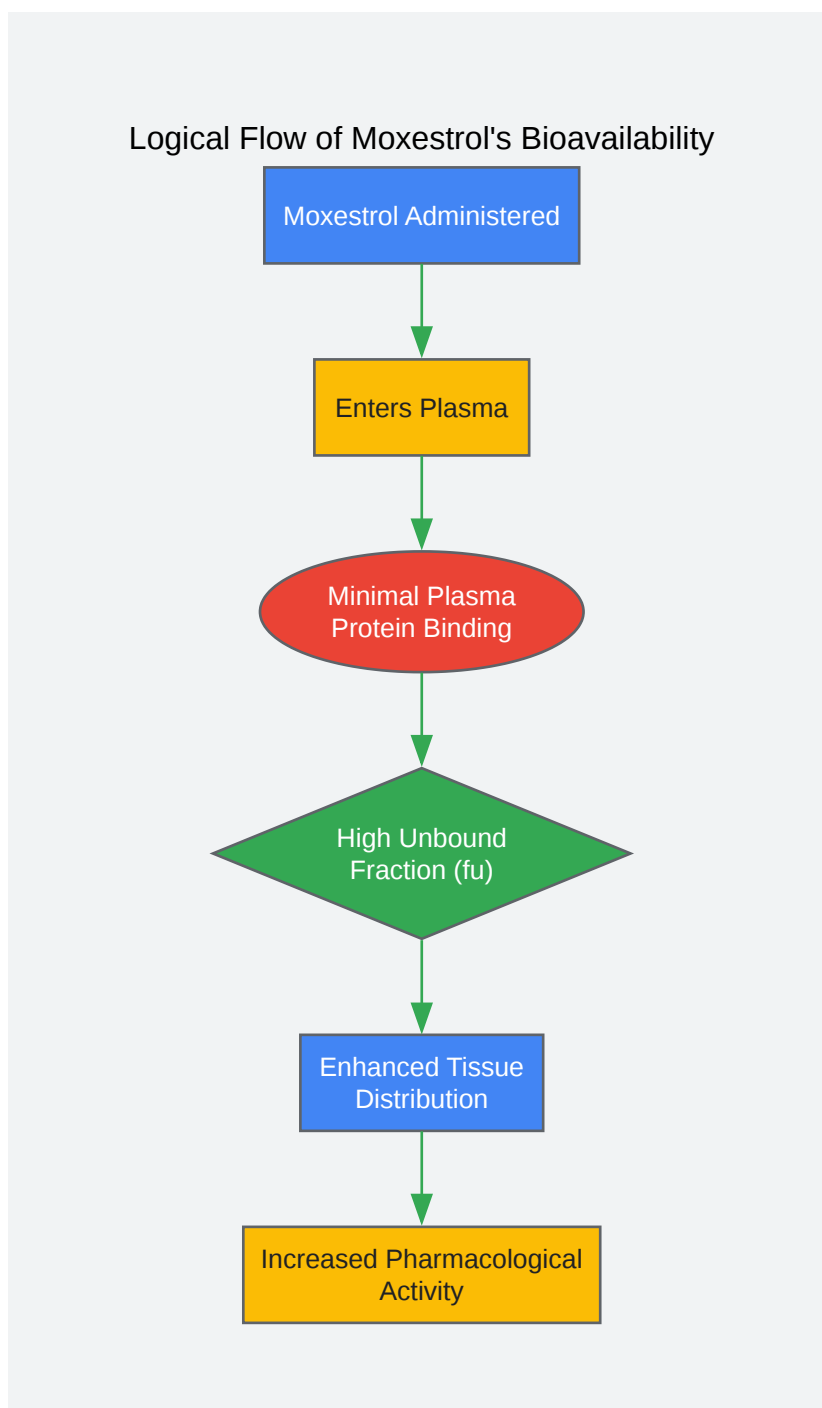 Logical Flow of Moxestrol's Bioavailability
Moxestrol Administered
Enters Plasma
Minimal Plasma
Protein Binding
High Unbound
Fraction (fu)
Enhanced Tissue
Distribution
Increased Pharmacological
Activity